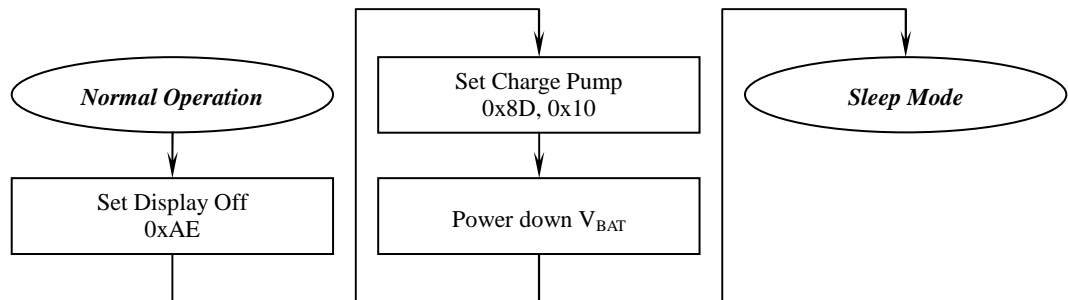 Normal Operation
Set Display Off
0xAE
Set Charge Pump
0x8D, 0x10
Power down VBAT
Sleep Mode